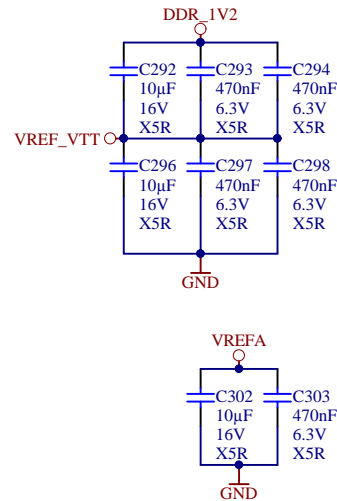 DDR_1V2
C292
10µF
16V
X5R
C293
470nF
6.3V
X5R
C294
470nF
6.3V
X5R
VREF_VTT
C296
10µF
16V
X5R
C297
470nF
6.3V
X5R
C298
470nF
6.3V
X5R
GND
VREFA
C302
10µF
16V
X5R
C303
470nF
6.3V
X5R
GND